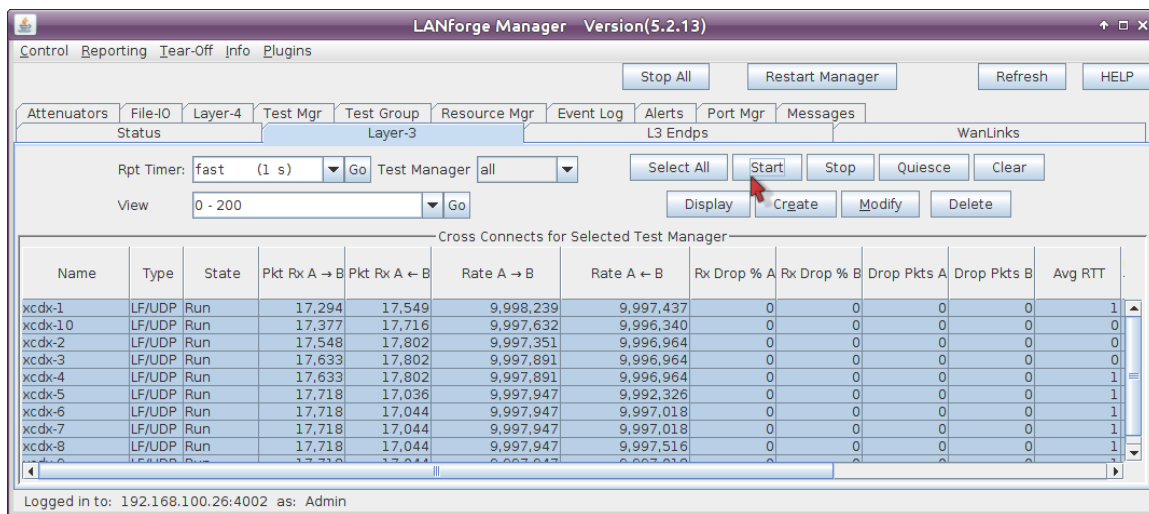 LANforge Manager Version(5.2.13)
Control Reporting Tear-Off Info Plugins
Stop All Restart Manager Refresh HELP
Attenuators File-IO Layer-4 Test Mgr Test Group Resource Mgr Event Log Alerts Port Mgr Messages
Status Layer-3 L3 Endps WanLinks
Rpt Timer: fast (1 s) Go Test Manager all Select All Start Stop Quiesce Clear
View 0 - 200 Go Display Create Modify Delete
Cross Connects for Selected Test Manager
Name Type State Pkt Rx A → B Pkt Rx A ← B Rate A → B Rate A ← B Rx Drop % A Rx Drop % B Drop Pkts A Drop Pkts B Avg RTT
xcdx-1 LF/UDP Run 17,294 17,549 9,998,239 9,997,437 0 0 0 0 1
xcdx-10 LF/UDP Run 17,377 17,716 9,997,632 9,996,340 0 0 0 0 0
xcdx-2 LF/UDP Run 17,548 17,802 9,997,351 9,996,964 0 0 0 0 0
xcdx-3 LF/UDP Run 17,633 17,802 9,997,891 9,996,964 0 0 0 0 0
xcdx-4 LF/UDP Run 17,633 17,802 9,997,891 9,996,964 0 0 0 0 1
xcdx-5 LF/UDP Run 17,718 17,036 9,997,947 9,992,326 0 0 0 0 1
xcdx-6 LF/UDP Run 17,718 17,044 9,997,947 9,997,018 0 0 0 0 1
xcdx-7 LF/UDP Run 17,718 17,044 9,997,947 9,997,018 0 0 0 0 1
xcdx-8 LF/UDP Run 17,718 17,044 9,997,947 9,997,516 0 0 0 0 1
Logged in to: 192.168.100.26:4002 as: Admin